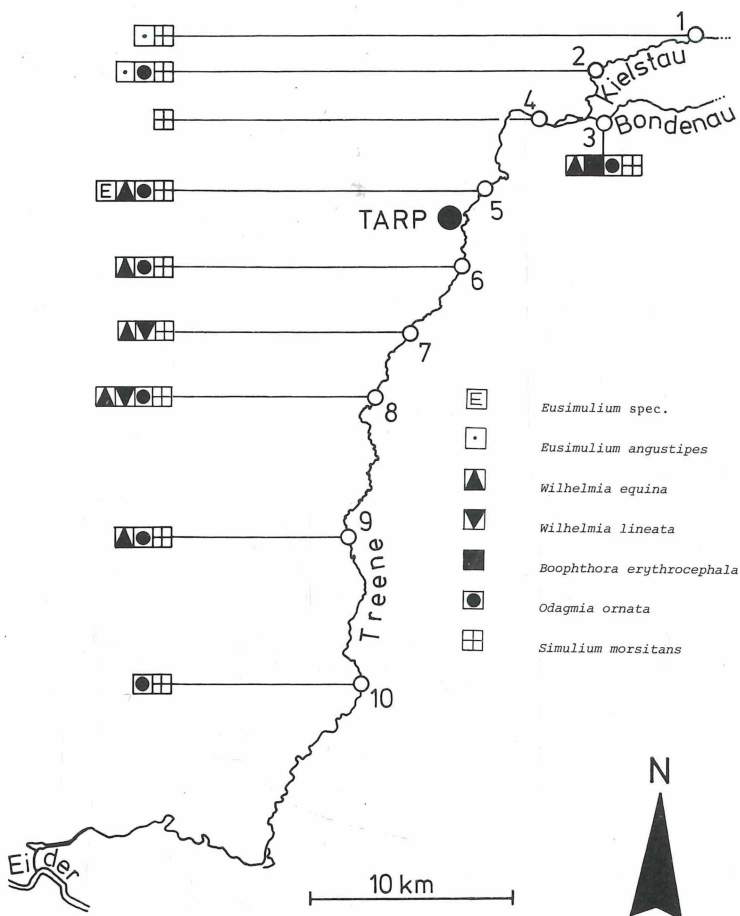 1
2
Kielstau
4
3
Bondenau
E
5
TARP
6
7
8
E Eusimulium spec.
Eusimulium angustipes
Wilhelmia equina
Wilhelmia lineata
Boophthora erythrocephala
Odagmia ornata
Simulium morsitans
9
Treene
10
N
Eider
10 km